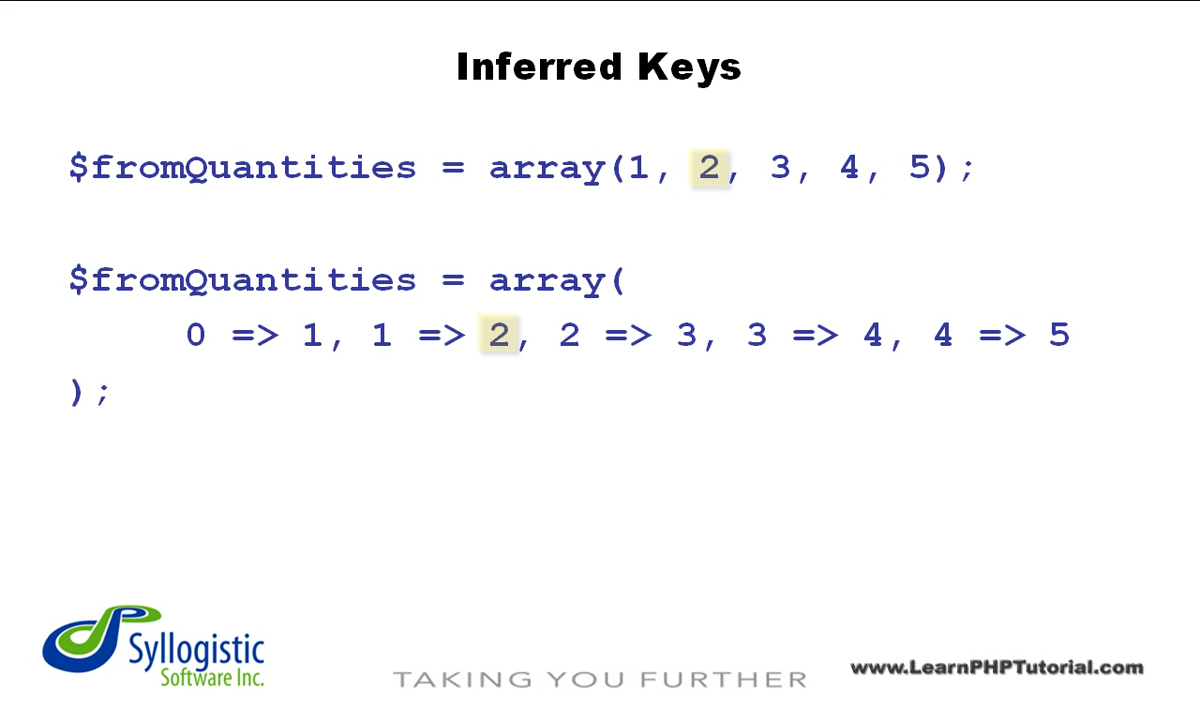 Inferred Keys
$fromQuantities = array(1, 2, 3, 4, 5);
$fromQuantities = array(
0 => 1, 1 => 2, 2 => 3, 3 => 4, 4 => 5
);
Syllogistic
Software Inc.
TAKING YOU FURTHER
www.LearnPHPTutorial.com